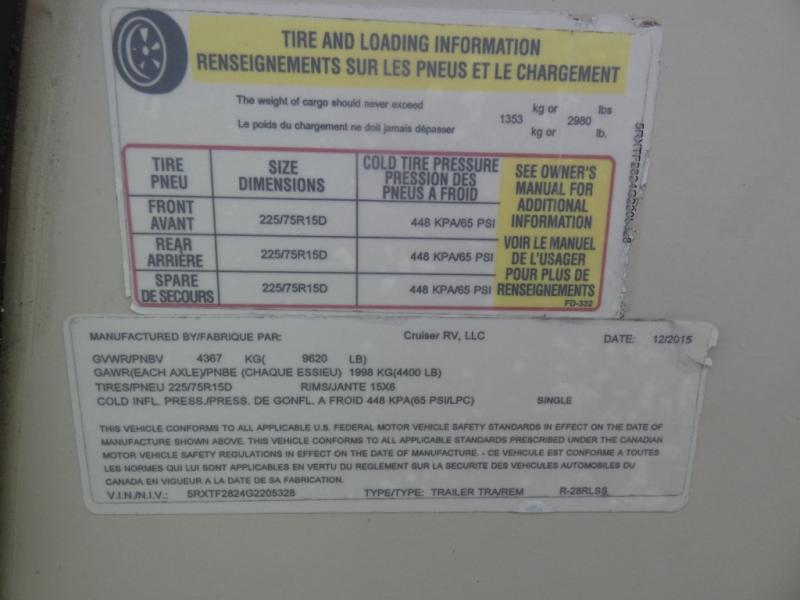 TIRE AND LOADING INFORMATION
RENSEIGNEMENTS SUR LES PNEUS ET LE CHARGEMENT
The weight of cargo should never exceed 1353 kg or 2980 lbs
Le poids du chargement ne doit jamais dépasser kg or lb.
TIRE SIZE COLD TIRE PRESSURE
PNEU DIMENSIONS PRESSION DES
PNEUS A FROID
FRONT
AVANT 225/75R15D 448 KPA/65 PSI
REAR
ARRIÈRE 225/75R15D 448 KPA/65 PSI
SPARE
DE SECOURS 225/75R15D 448 KPA/65 PSI
SEE OWNER'S
MANUAL FOR
ADDITIONAL
INFORMATION
VOIR LE MANUEL
DE L'USAGER
POUR PLUS DE
RENSEIGNEMENTS
FD-332
MANUFACTURED BY/FABRIQUE PAR: Cruiser RV, LLC DATE: 12/2015
GVWR/PNBV 4367 KG( 9620 LB)
GAWR(EACH AXLE)/PNBE (CHAQUE ESSIEU) 1998 KG(4400 LB)
TIRES/PNEU 225/75R15D RIMS/JANTE 15X6
COLD INFL. PRESS./PRESS. DE GONFL. A FROID 448 KPA(65 PSI/LPC) SINGLE
THIS VEHICLE CONFORMS TO ALL APPLICABLE U.S. FEDERAL MOTOR VEHICLE SAFETY STANDARDS IN EFFECT ON THE DATE OF
MANUFACTURE SHOWN ABOVE. THIS VEHICLE CONFORMS TO ALL APPLICABLE STANDARDS PRESCRIBED UNDER THE CANADIAN
MOTOR VEHICLE SAFETY REGULATIONS IN EFFECT ON THE DATE OF MANUFACTURE. - CE VEHICULE EST CONFORME A TOUTES
LES NORMES QUI LUI SONT APPLICABLES EN VERTU DU REGLEMENT SUR LA SECURITE DES VEHICULES AUTOMOBILES DU
CANADA EN VIGUEUR A LA DATE DE SA FABRICATION.
V.I.N./N.I.V.: 5RXTF2824G2205328 TYPE/TYPE: TRAILER TRA/REM R-28RLSS